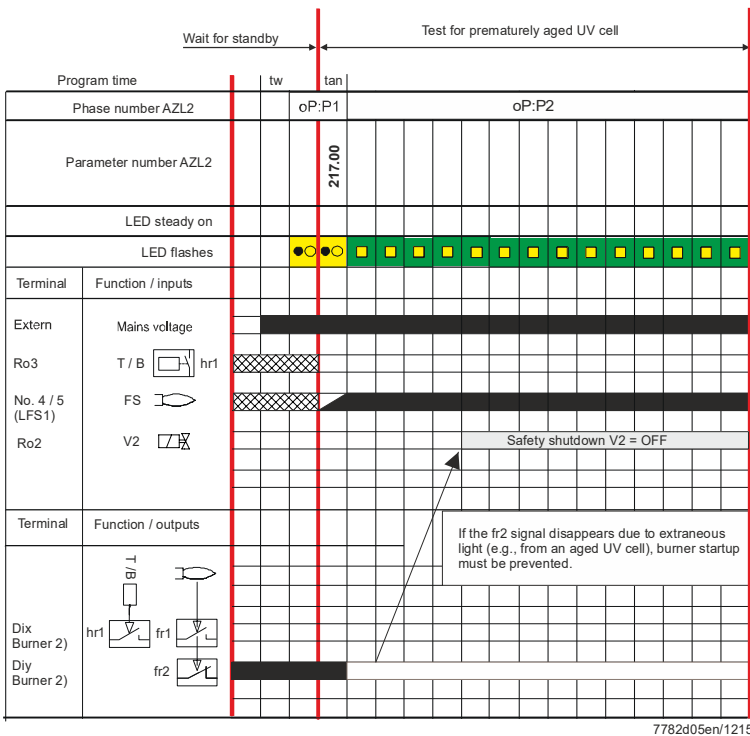 Wait for standby
Test for prematurely aged UV cell
Program time
tw
tan
Phase number AZL2
oP:P1
oP:P2
Parameter number AZL2
217.00
LED steady on
LED flashes
Terminal
Function / inputs
Extern
Mains voltage
Ro3
T / B
hr1
No. 4 / 5
(LFS1)
FS
Ro2
V2
Safety shutdown V2 = OFF
Terminal
Function / outputs
If the fr2 signal disappears due to extraneous
light (e.g., from an aged UV cell), burner startup
must be prevented.
T /B
Dix
Burner 2)
hr1
fr1
Diy
Burner 2)
fr2
7782d05en/1215